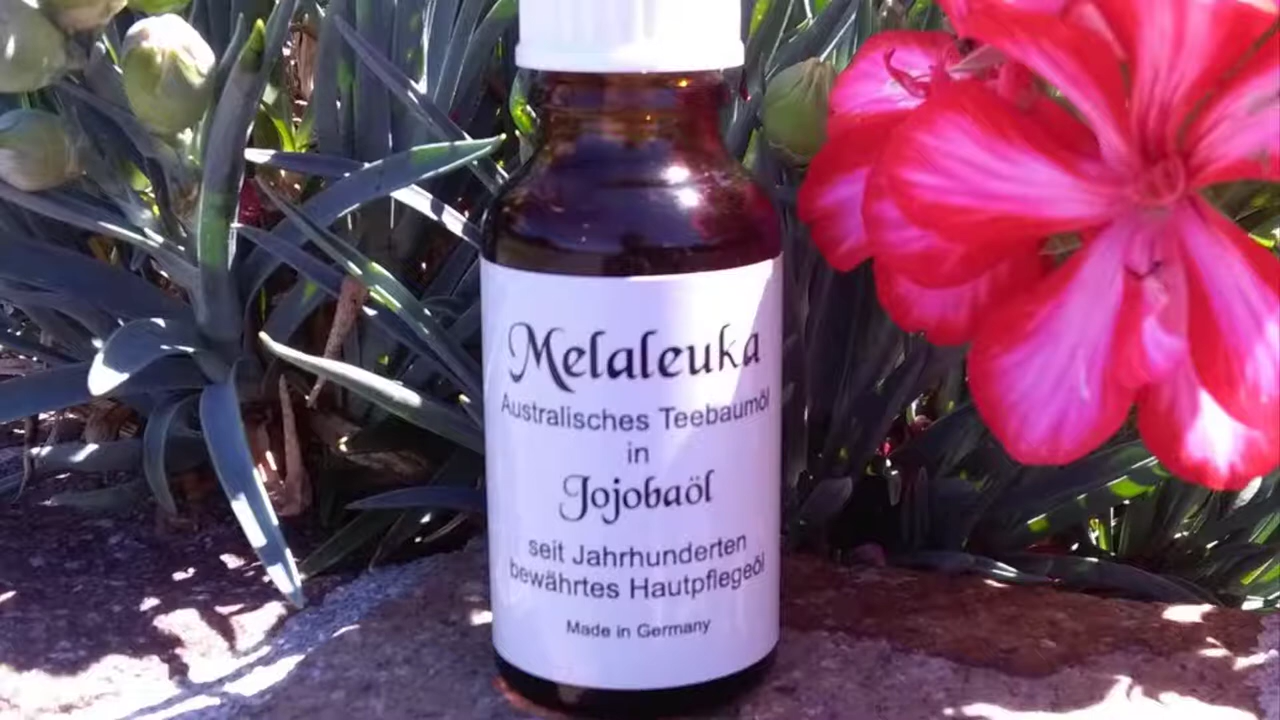 Melaleuka
Australisches Teebaumöl
in
Jojobaöl
seit Jahrhunderten
bewährtes Hautpflegeöl
Made in Germany